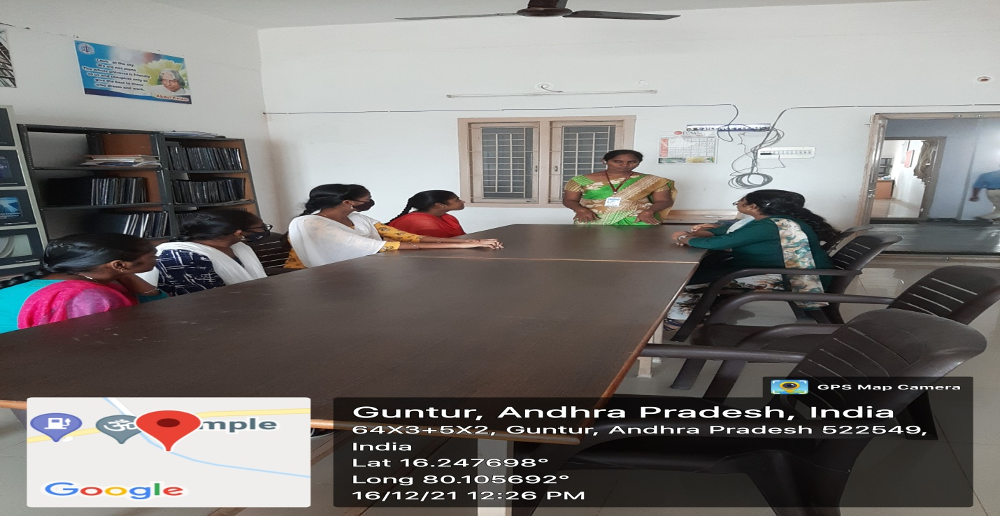 Look at the sky
We are not alone
The whole universe is friendly
to us and conspires only to
give the best to those
who dream and work.
Abdul Kalam
GPS Map Camera
Guntur, Andhra Pradesh, India
64X3+5X2, Guntur, Andhra Pradesh 522549,
India
Lat 16.247698°
Long 80.105692°
16/12/21 12:26 PM
mple
Google